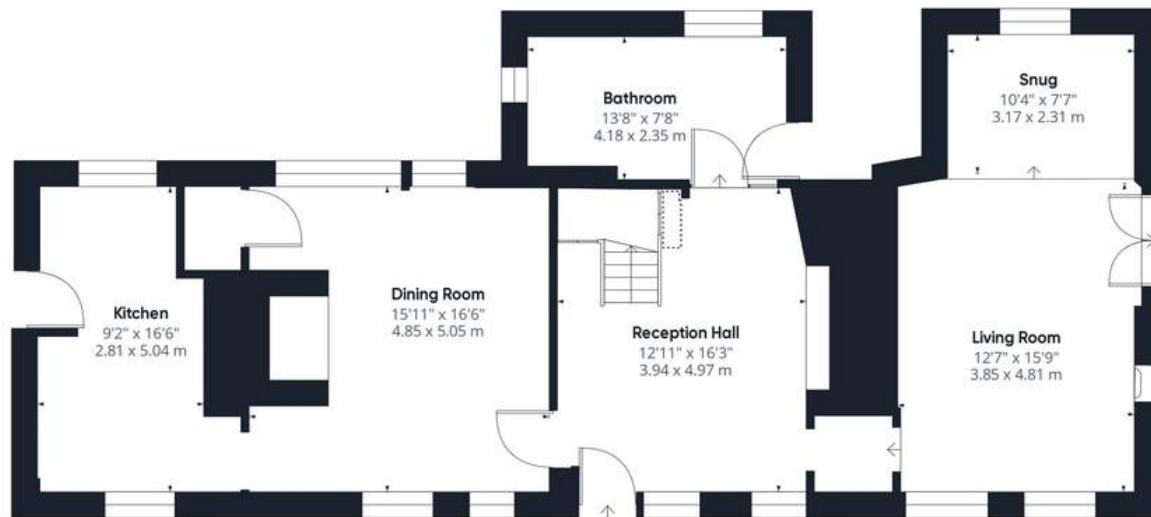 Bathroom
13'8" x 7'8"
4.18 x 2.35 m
Snug
10'4" x 7'7"
3.17 x 2.31 m
Kitchen
9'2" x 16'6"
2.81 x 5.04 m
Dining Room
15'11" x 16'6"
4.85 x 5.05 m
Reception Hall
12'11" x 16'3"
3.94 x 4.97 m
Living Room
12'7" x 15'9"
3.85 x 4.81 m